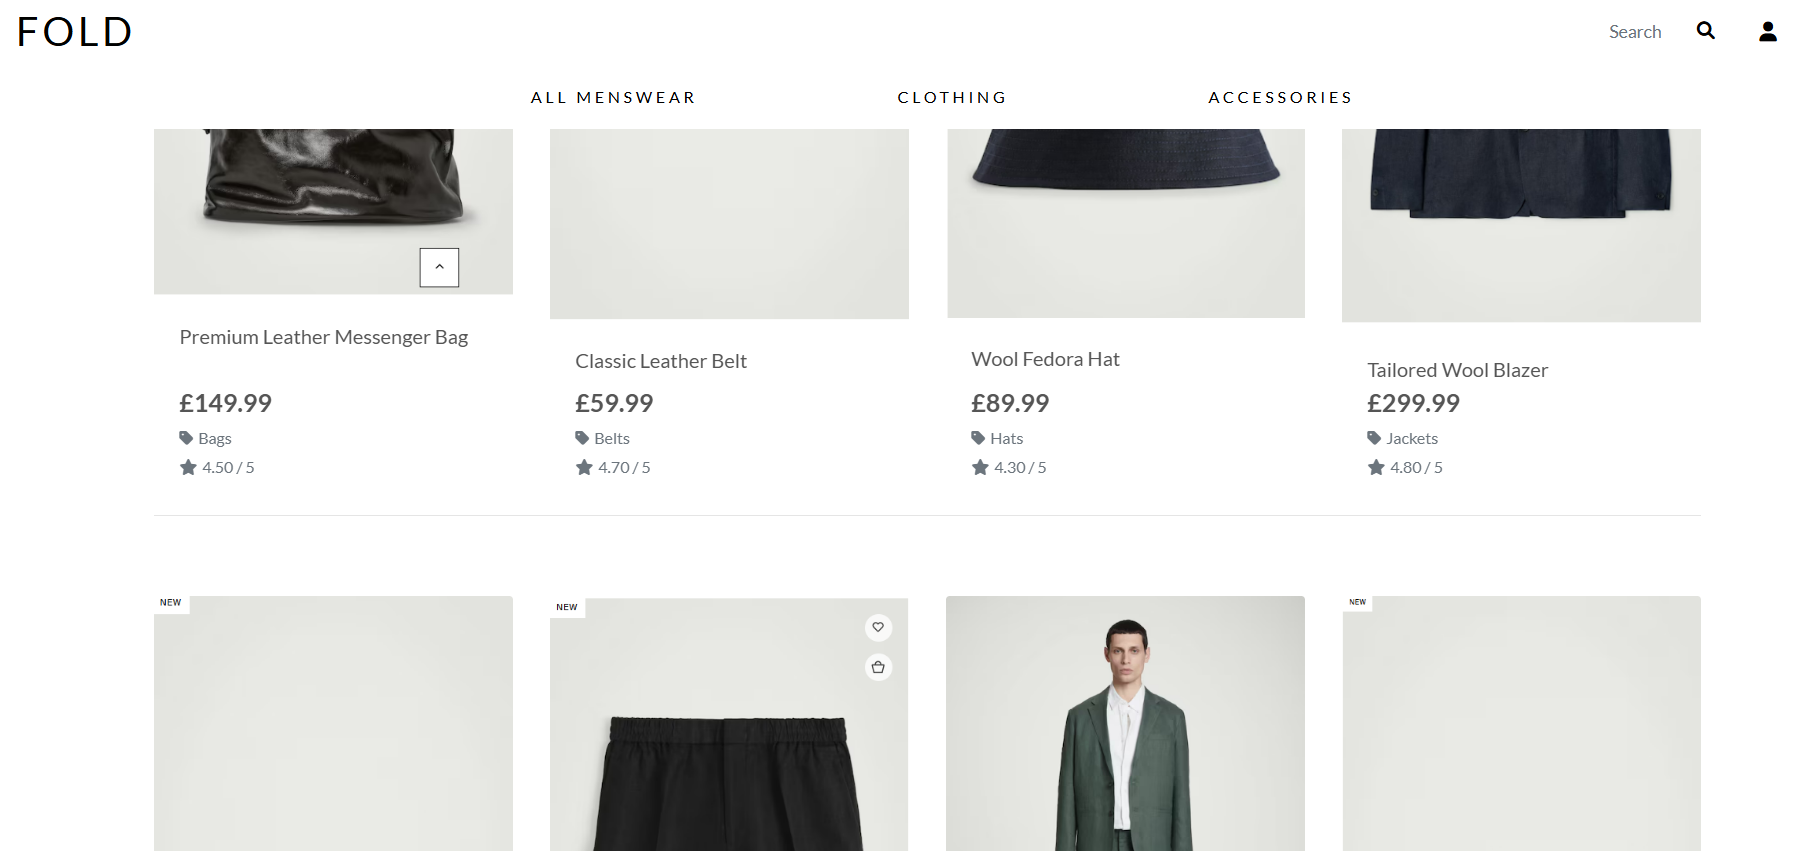 FOLD
Search
ALL MENSWEAR CLOTHING ACCESSORIES
Premium Leather Messenger Bag
£149.99
Bags
4.50 / 5
Classic Leather Belt
£59.99
Belts
4.70 / 5
Wool Fedora Hat
£89.99
Hats
4.30 / 5
Tailored Wool Blazer
£299.99
Jackets
4.80 / 5
NEW
NEW
NEW